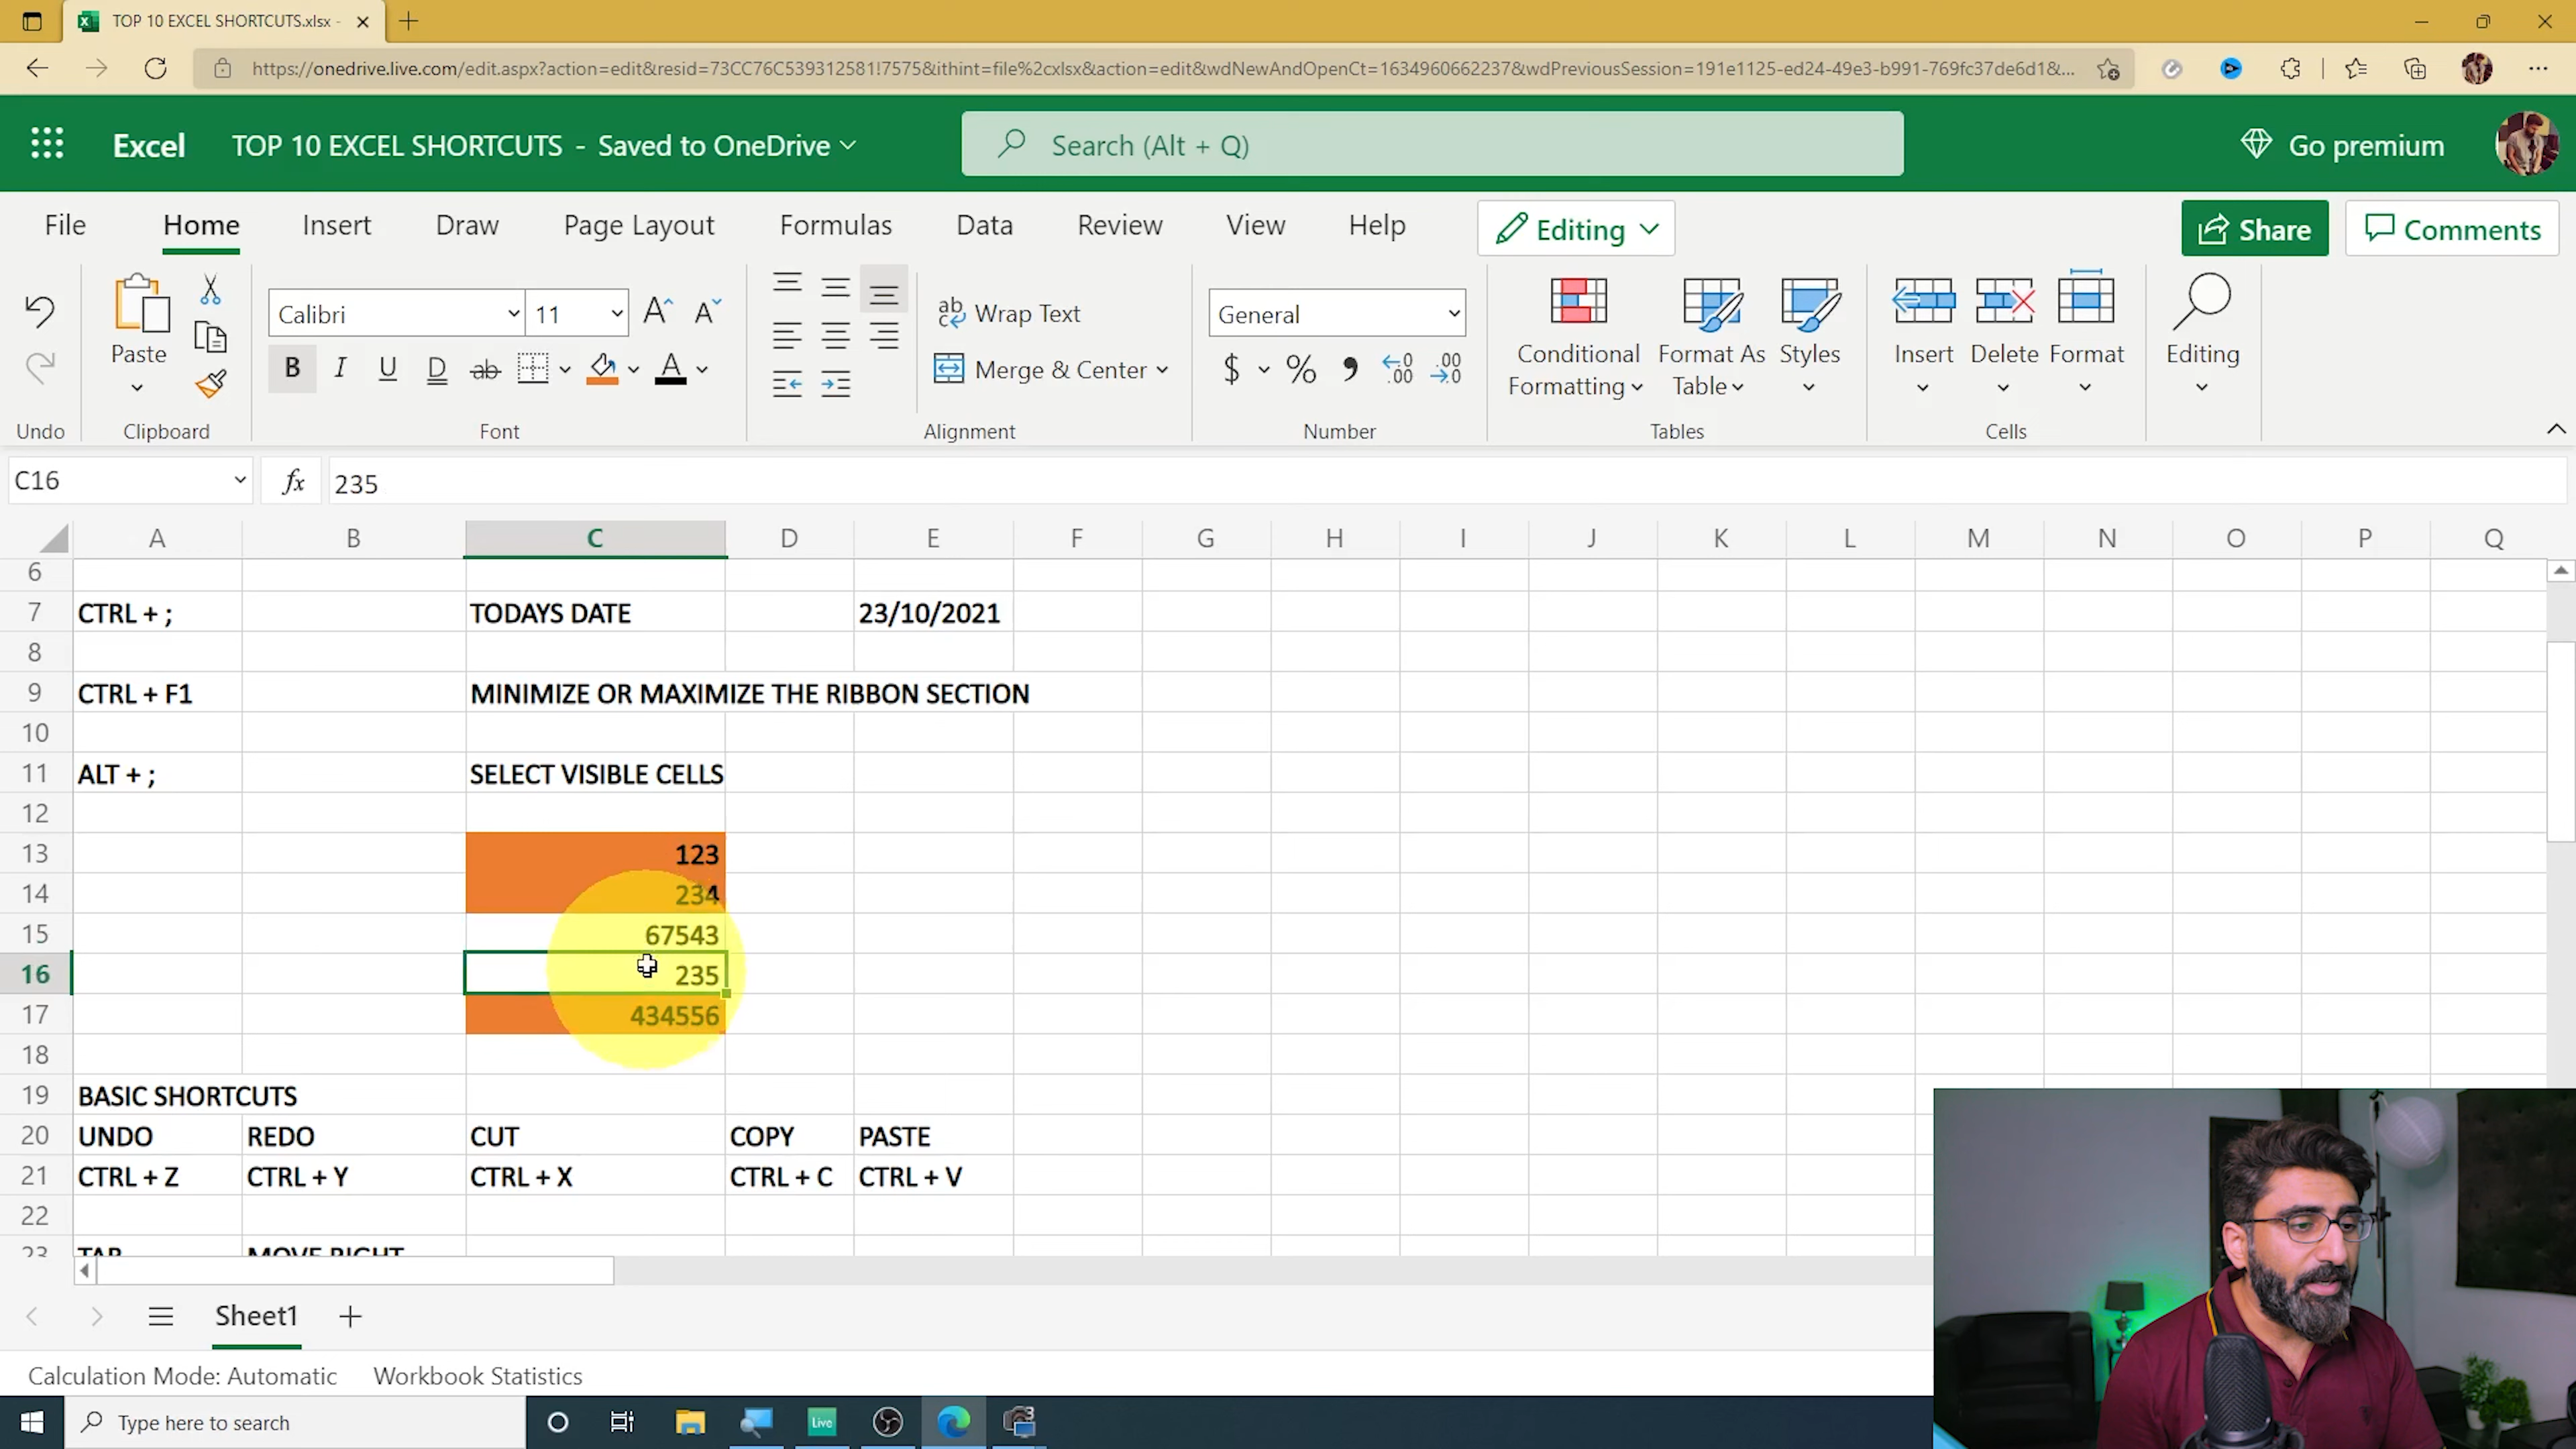 TOP 10 EXCEL SHORTCUTS.xlsx -
https://onedrive.live.com/edit.aspx?action=edit&resid=73CC76C539312581!7575&ithint=file%2cxlsx&action=edit&wdNewAndOpenCt=1634960662237&wdPreviousSession=191e1125-ed24-49e3-b991-769fc37de6d1&...
Excel TOP 10 EXCEL SHORTCUTS - Saved to OneDrive Search (Alt + Q) Go premium
File Home Insert Draw Page Layout Formulas Data Review View Help Editing Share Comments
Paste Calibri 11 Wrap Text General Conditional Formatting Format As Table Styles Insert Delete Format Editing
B I U D ab A Merge & Center $ %
Undo Clipboard Font Alignment Number Tables Cells
C16 fx 235
A B C D E F G H I J K L M N O P Q
6
7 CTRL + ; TODAYS DATE 23/10/2021
8
9 CTRL + F1 MINIMIZE OR MAXIMIZE THE RIBBON SECTION
10
11 ALT + ; SELECT VISIBLE CELLS
12
13 123
14 234
15 67543
16 235
17 434556
18
19 BASIC SHORTCUTS
20 UNDO REDO CUT COPY PASTE
21 CTRL + Z CTRL + Y CTRL + X CTRL + C CTRL + V
22
23 TAB MOVE RIGHT
Sheet1
Calculation Mode: Automatic Workbook Statistics
Type here to search Live